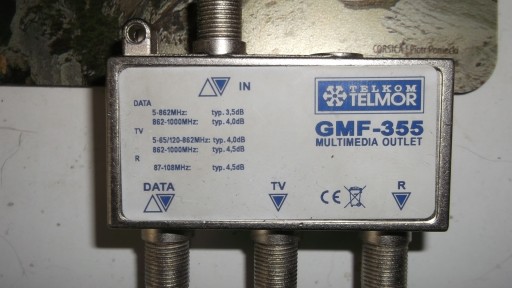 CORSICA
IN
TELKOM
TELMOR
DATA
5-862MHz: typ. 3,5dB
862-1000MHz: typ. 4,0dB
TV
5-65/120-862MHz: typ. 4,0dB
862-1000MHz: typ. 4,5dB
R
87-108MHz: typ. 4,5dB
GMF-355
MULTIMEDIA OUTLET
DATA
TV
CE
R